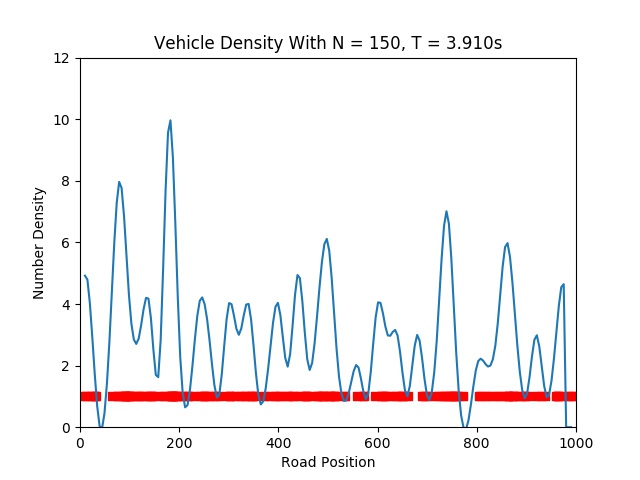 Vehicle Density With N = 150, T = 3.910s
12
10
8
6
4
2
0
Number Density
0 200 400 600 800 1000
Road Position